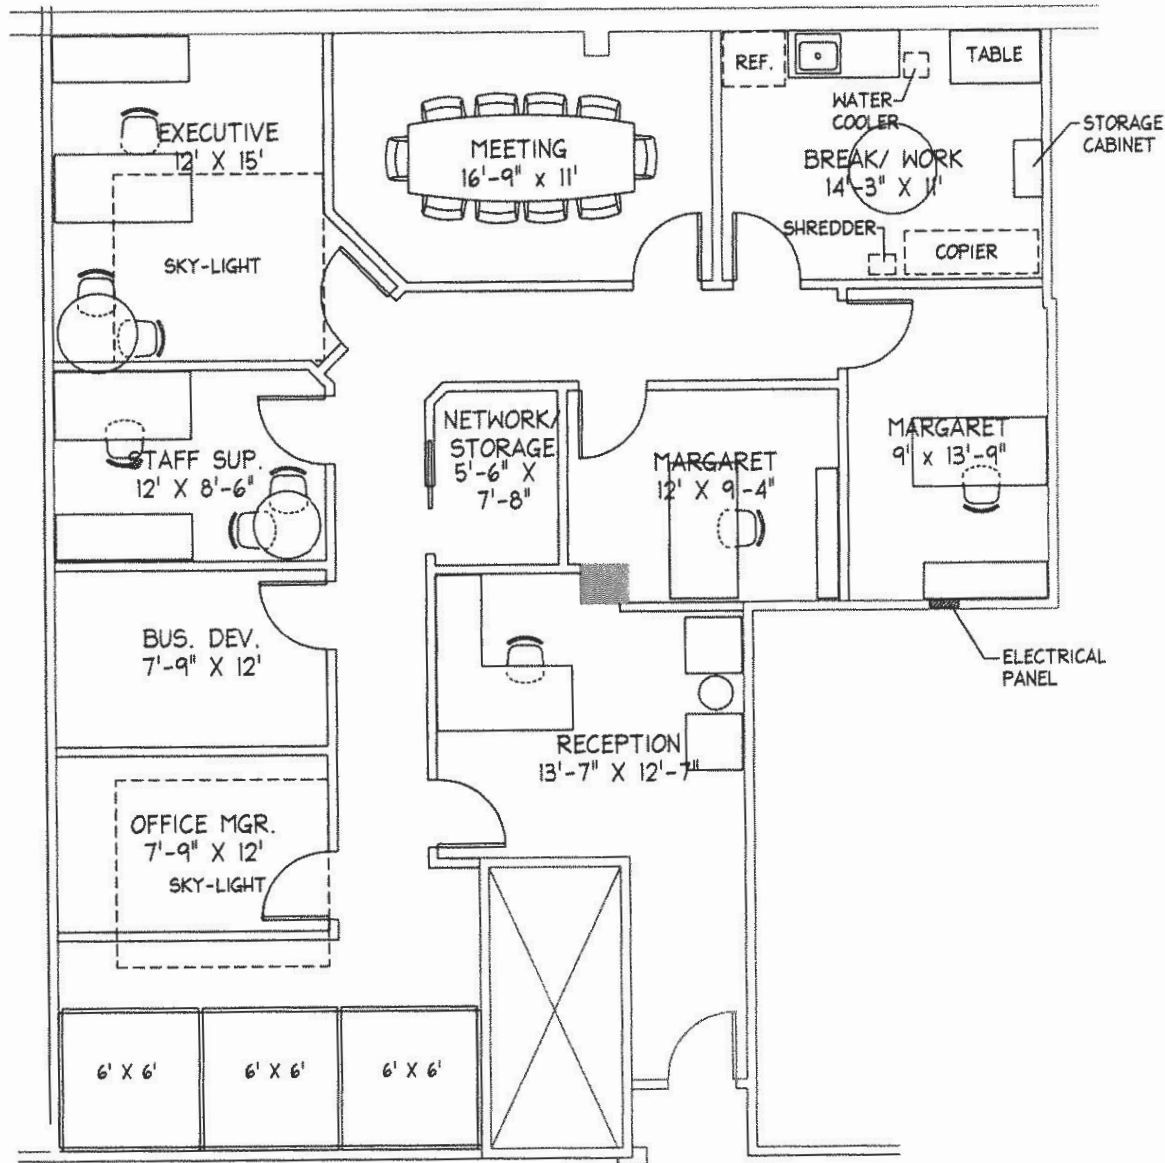 REF.
TABLE
WATER
COOLER
STORAGE
CABINET
EXECUTIVE
12' X 15'
MEETING
16'-9" X 11'
BREAK/ WORK
14'-3" X 11'
SHREDDER
COPIER
SKY-LIGHT
NETWORK/
STORAGE
5'-6" X
7'-8"
MARGARET
12' X 9'-4"
MARGARET
9' X 13'-9"
STAFF SUP.
12' X 8'-6"
BUS. DEV.
7'-9" X 12'
ELECTRICAL
PANEL
RECEPTION
13'-7" X 12'-7"
OFFICE MGR.
7'-9" X 12'
SKY-LIGHT
6' X 6'
6' X 6'
6' X 6'